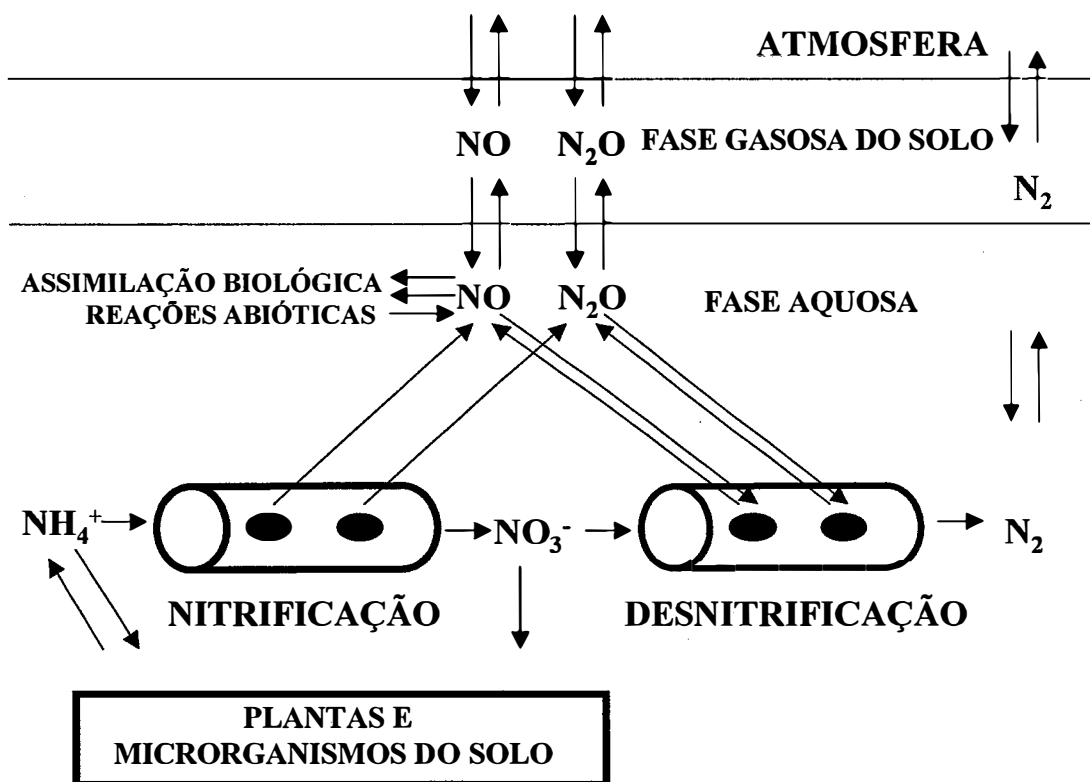 ATMOSFERA
NO N₂O FASE GASOSA DO SOLO
N₂
ASSIMILAÇÃO BIOLÓGICA
NO N₂O FASE AQUOSA
REAÇÕES ABIÓTICAS
NH₄⁺ NO₃⁻ N₂
NITRIFICAÇÃO DESNITRIFICAÇÃO
PLANTAS E
MICRORGANISMOS DO SOLO